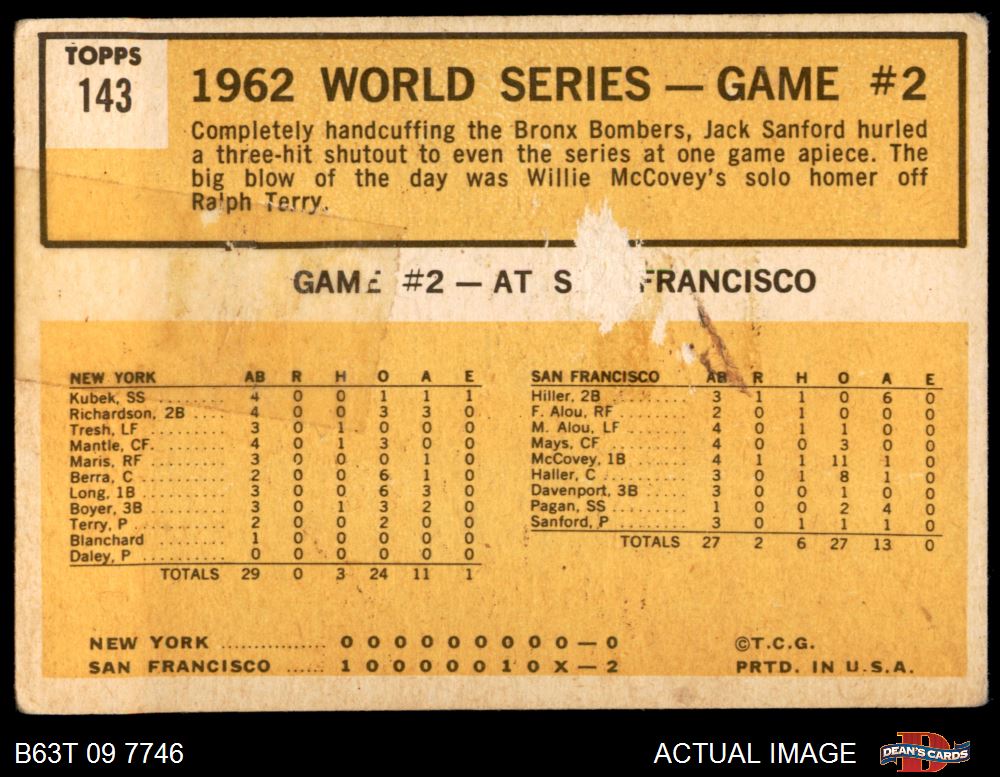 TOPPS
143
1962 WORLD SERIES — GAME #2
Completely handcuffing the Bronx Bombers, Jack Sanford hurled
a three-hit shutout to even the series at one game apiece. The
big blow of the day was Willie McCovey's solo homer off
Ralph Terry.
GAME #2 — AT S FRANCISCO
NEW YORK AB R H O A E
Kubek, SS ........ 4 0 0 1 1 1
Richardson, 2B .... 4 0 0 3 3 0
Tresh, LF ......... 3 0 1 0 0 0
Mantle, CF. ........ 4 0 1 3 0 0
Maris, RF ......... 3 0 0 0 1 0
Berra, C .......... 2 0 0 6 1 0
Long, 1B .......... 3 0 0 6 3 0
Boyer, 3B ......... 3 0 1 3 2 0
Terry, P .......... 2 0 0 2 0 0
Blanchard ........ 1 0 0 0 0 0
Daley, P .......... 0 0 0 0 0 0
TOTALS 29 0 3 24 11 1
SAN FRANCISCO AB R H O A E
Hiller, 2B ......... 3 1 1 0 6 0
F. Alou, RF ........ 2 0 1 0 0 0
M. Alou, LF ....... 4 0 1 1 0 0
Mays, CF .......... 4 0 0 3 0 0
McCovey, 1B ...... 4 1 1 11 1 0
Haller, C .......... 3 0 1 8 1 0
Davenport, 3B ..... 3 0 0 1 0 0
Pagan, SS ......... 1 0 0 2 4 0
Sanford, P ........ 3 0 1 1 1 0
TOTALS 27 2 6 27 13 0
NEW YORK ................ 0 0 0 0 0 0 0 0 0 — 0
SAN FRANCISCO ...... 1 0 0 0 0 0 1 0 X — 2
©T.C.G.
PRTD. IN U.S.A.
B63T 09 7746
ACTUAL IMAGE
DEAN'S CARDS